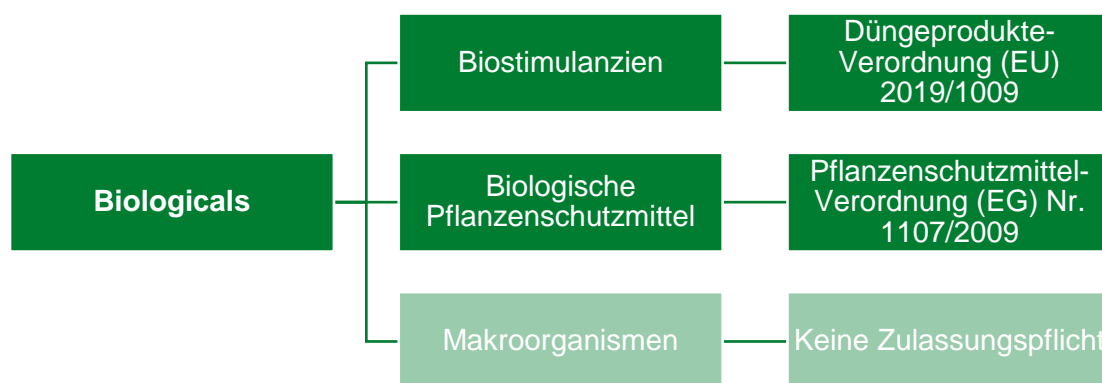 Biologicals
Biostimulanzien
Düngeprodukte-
Verordnung (EU)
2019/1009
Biologische
Pflanzenschutzmittel
Pflanzenschutzmittel-
Verordnung (EG) Nr.
1107/2009
Makroorganismen
Keine Zulassungspflicht